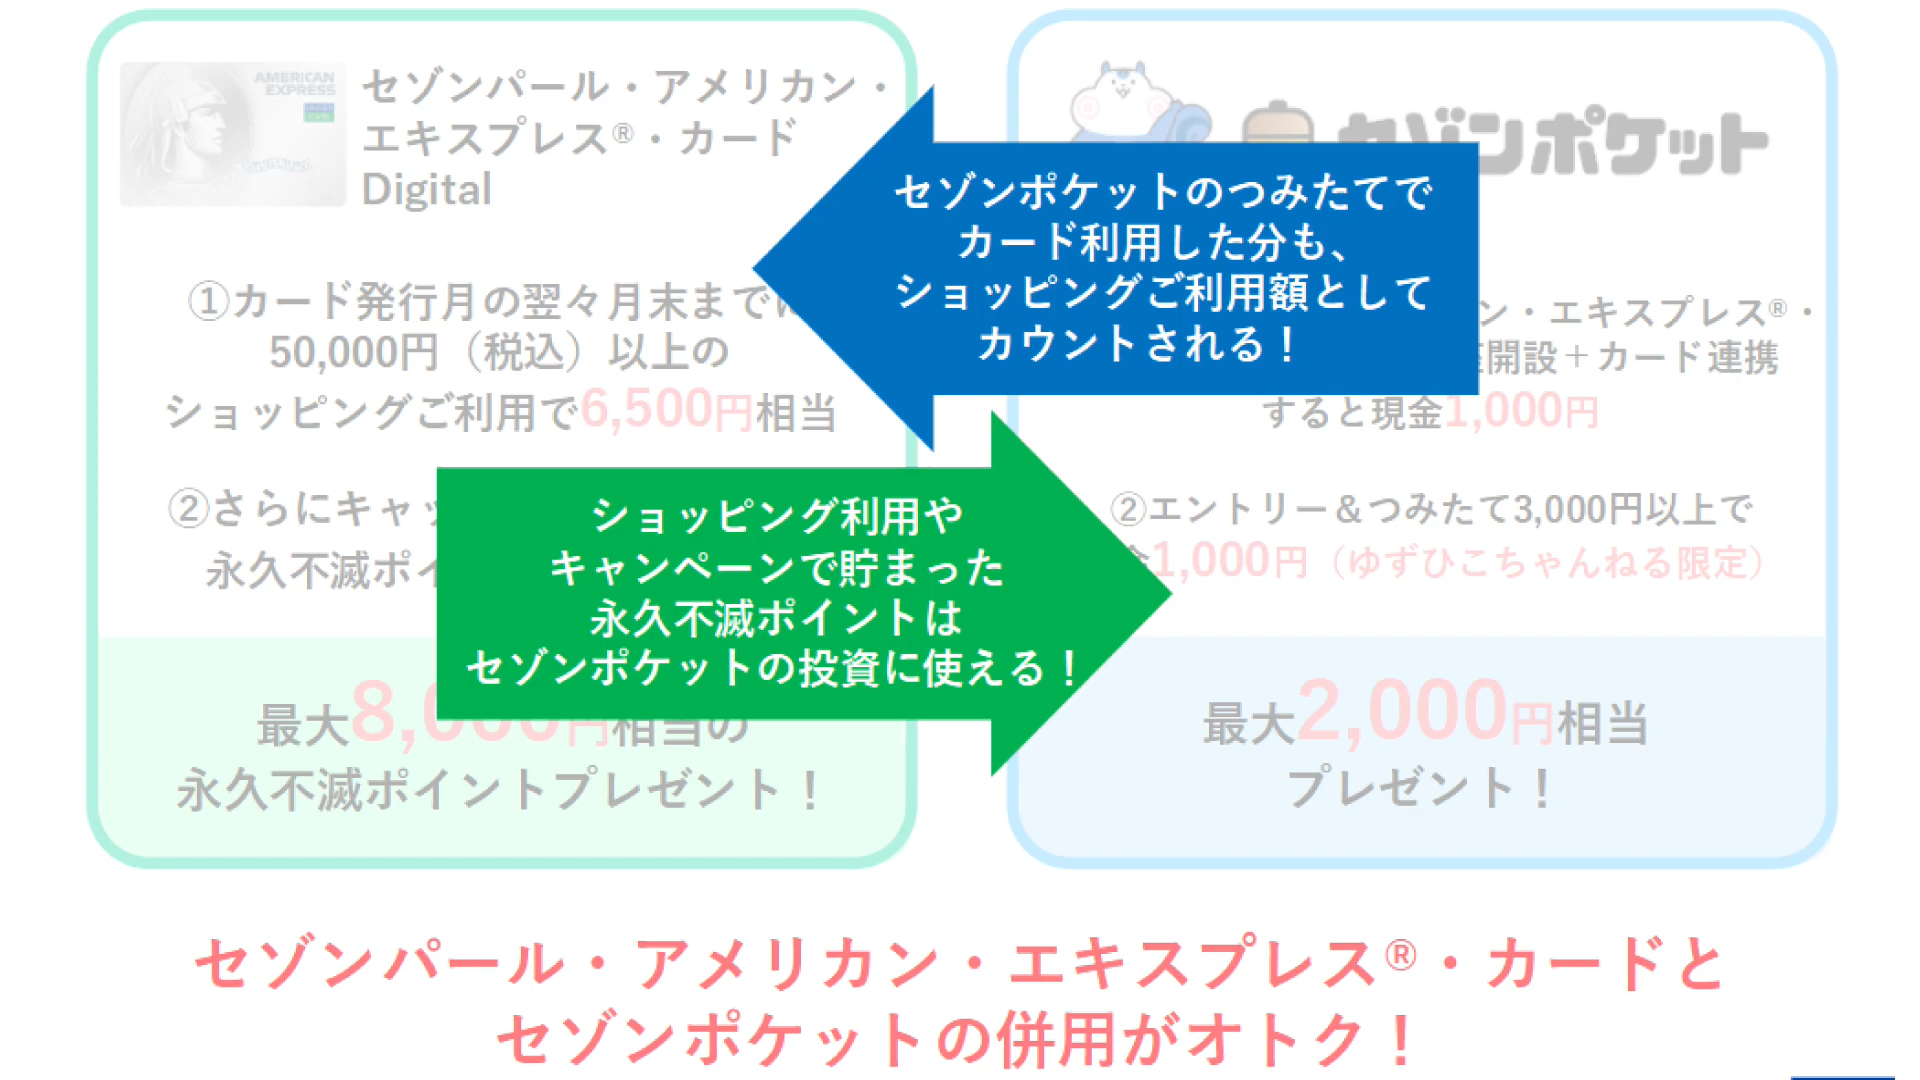 AMERICAN
EXPRESS
セゾンパール・アメリカン・
エキスプレス®・カード
Digital
①カード発行月の翌々月末まで
50,000円（税込）以上の
ショッピングご利用で6,500円相当
②さらにキャッ
永久不滅ポイ
最大8,000円相当の
永久不滅ポイントプレゼント！
セゾンポケット
セゾンポケットのつみたてで
カード利用した分も、
ショッピングご利用額として
カウントされる！
ン・エキスプレス®・
開設＋カード連携
すると現金1,000円
②エントリー＆つみたて3,000円以上で
1,000円（ゆずひこちゃんねる限定）
最大2,000円相当
プレゼント！
ショッピング利用や
キャンペーンで貯まった
永久不滅ポイントは
セゾンポケットの投資に使える！
セゾンパール・アメリカン・エキスプレス®・カードと
セゾンポケットの併用がオトク！